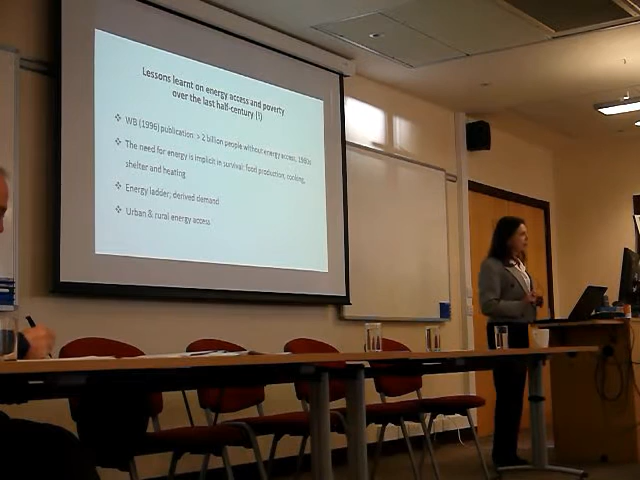 Lessons learnt on energy access and poverty
over the last half-century (1)
❖ WB (1996) publication: > 2 billion people without energy access, 1980s
❖ The need for energy is implicit in survival: food production, cooking,
shelter and heating
❖ Energy ladder; derived demand
❖ Urban & rural energy access